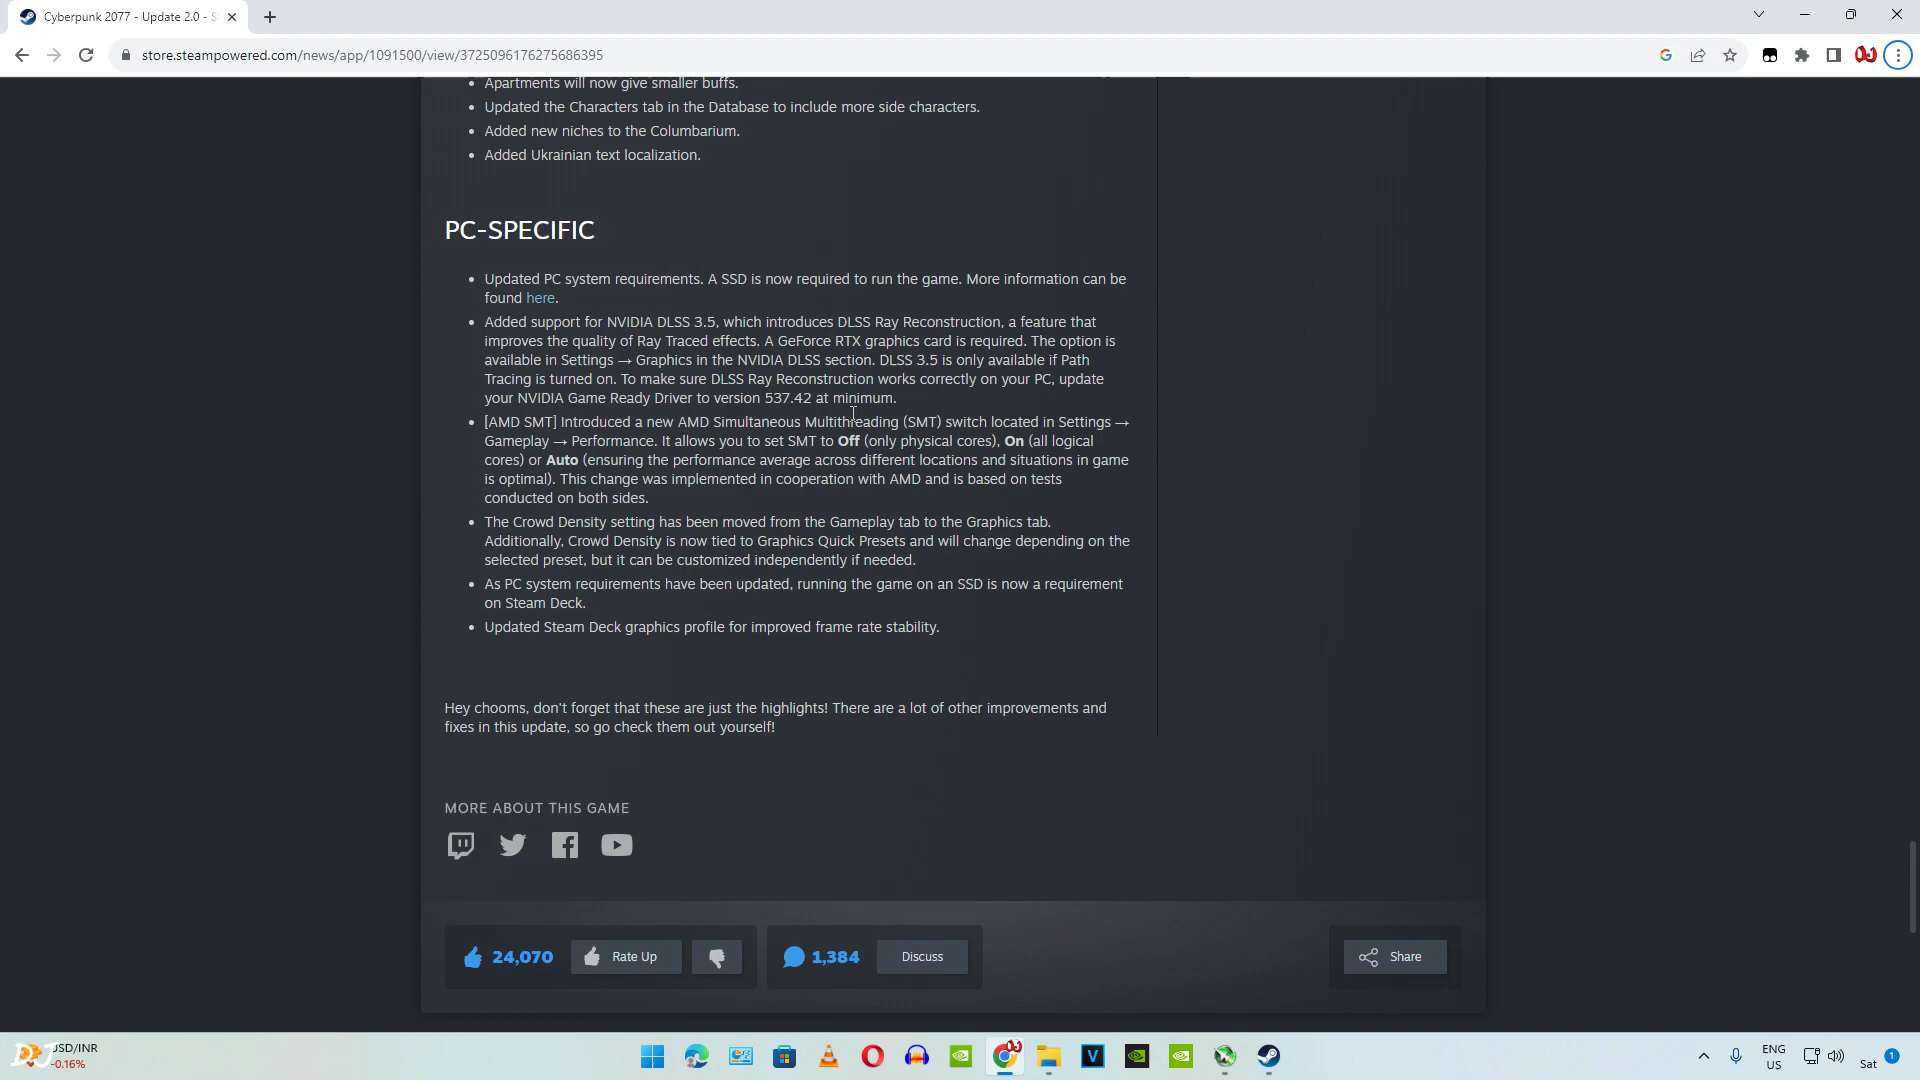 Cyberpunk 2077 - Update 2.0 - S
store.steampowered.com/news/app/1091500/view/3725096176275686395
Apartments will now give smaller buffs.
Updated the Characters tab in the Database to include more side characters.
Added new niches to the Columbarium.
Added Ukrainian text localization.
PC-SPECIFIC
Updated PC system requirements. A SSD is now required to run the game. More information can be
found here.
Added support for NVIDIA DLSS 3.5, which introduces DLSS Ray Reconstruction, a feature that
improves the quality of Ray Traced effects. A GeForce RTX graphics card is required. The option is
available in Settings → Graphics in the NVIDIA DLSS section. DLSS 3.5 is only available if Path
Tracing is turned on. To make sure DLSS Ray Reconstruction works correctly on your PC, update
your NVIDIA Game Ready Driver to version 537.42 at minimum.
[AMD SMT] Introduced a new AMD Simultaneous Multithreading (SMT) switch located in Settings →
Gameplay → Performance. It allows you to set SMT to Off (only physical cores), On (all logical
cores) or Auto (ensuring the performance average across different locations and situations in game
is optimal). This change was implemented in cooperation with AMD and is based on tests
conducted on both sides.
The Crowd Density setting has been moved from the Gameplay tab to the Graphics tab.
Additionally, Crowd Density is now tied to Graphics Quick Presets and will change depending on the
selected preset, but it can be customized independently if needed.
As PC system requirements have been updated, running the game on an SSD is now a requirement
on Steam Deck.
Updated Steam Deck graphics profile for improved frame rate stability.
Hey chooms, don't forget that these are just the highlights! There are a lot of other improvements and
fixes in this update, so go check them out yourself!
MORE ABOUT THIS GAME
24,070 Rate Up 1,384 Discuss Share
USD/INR
-0.16%
ENG
US
Sat 1